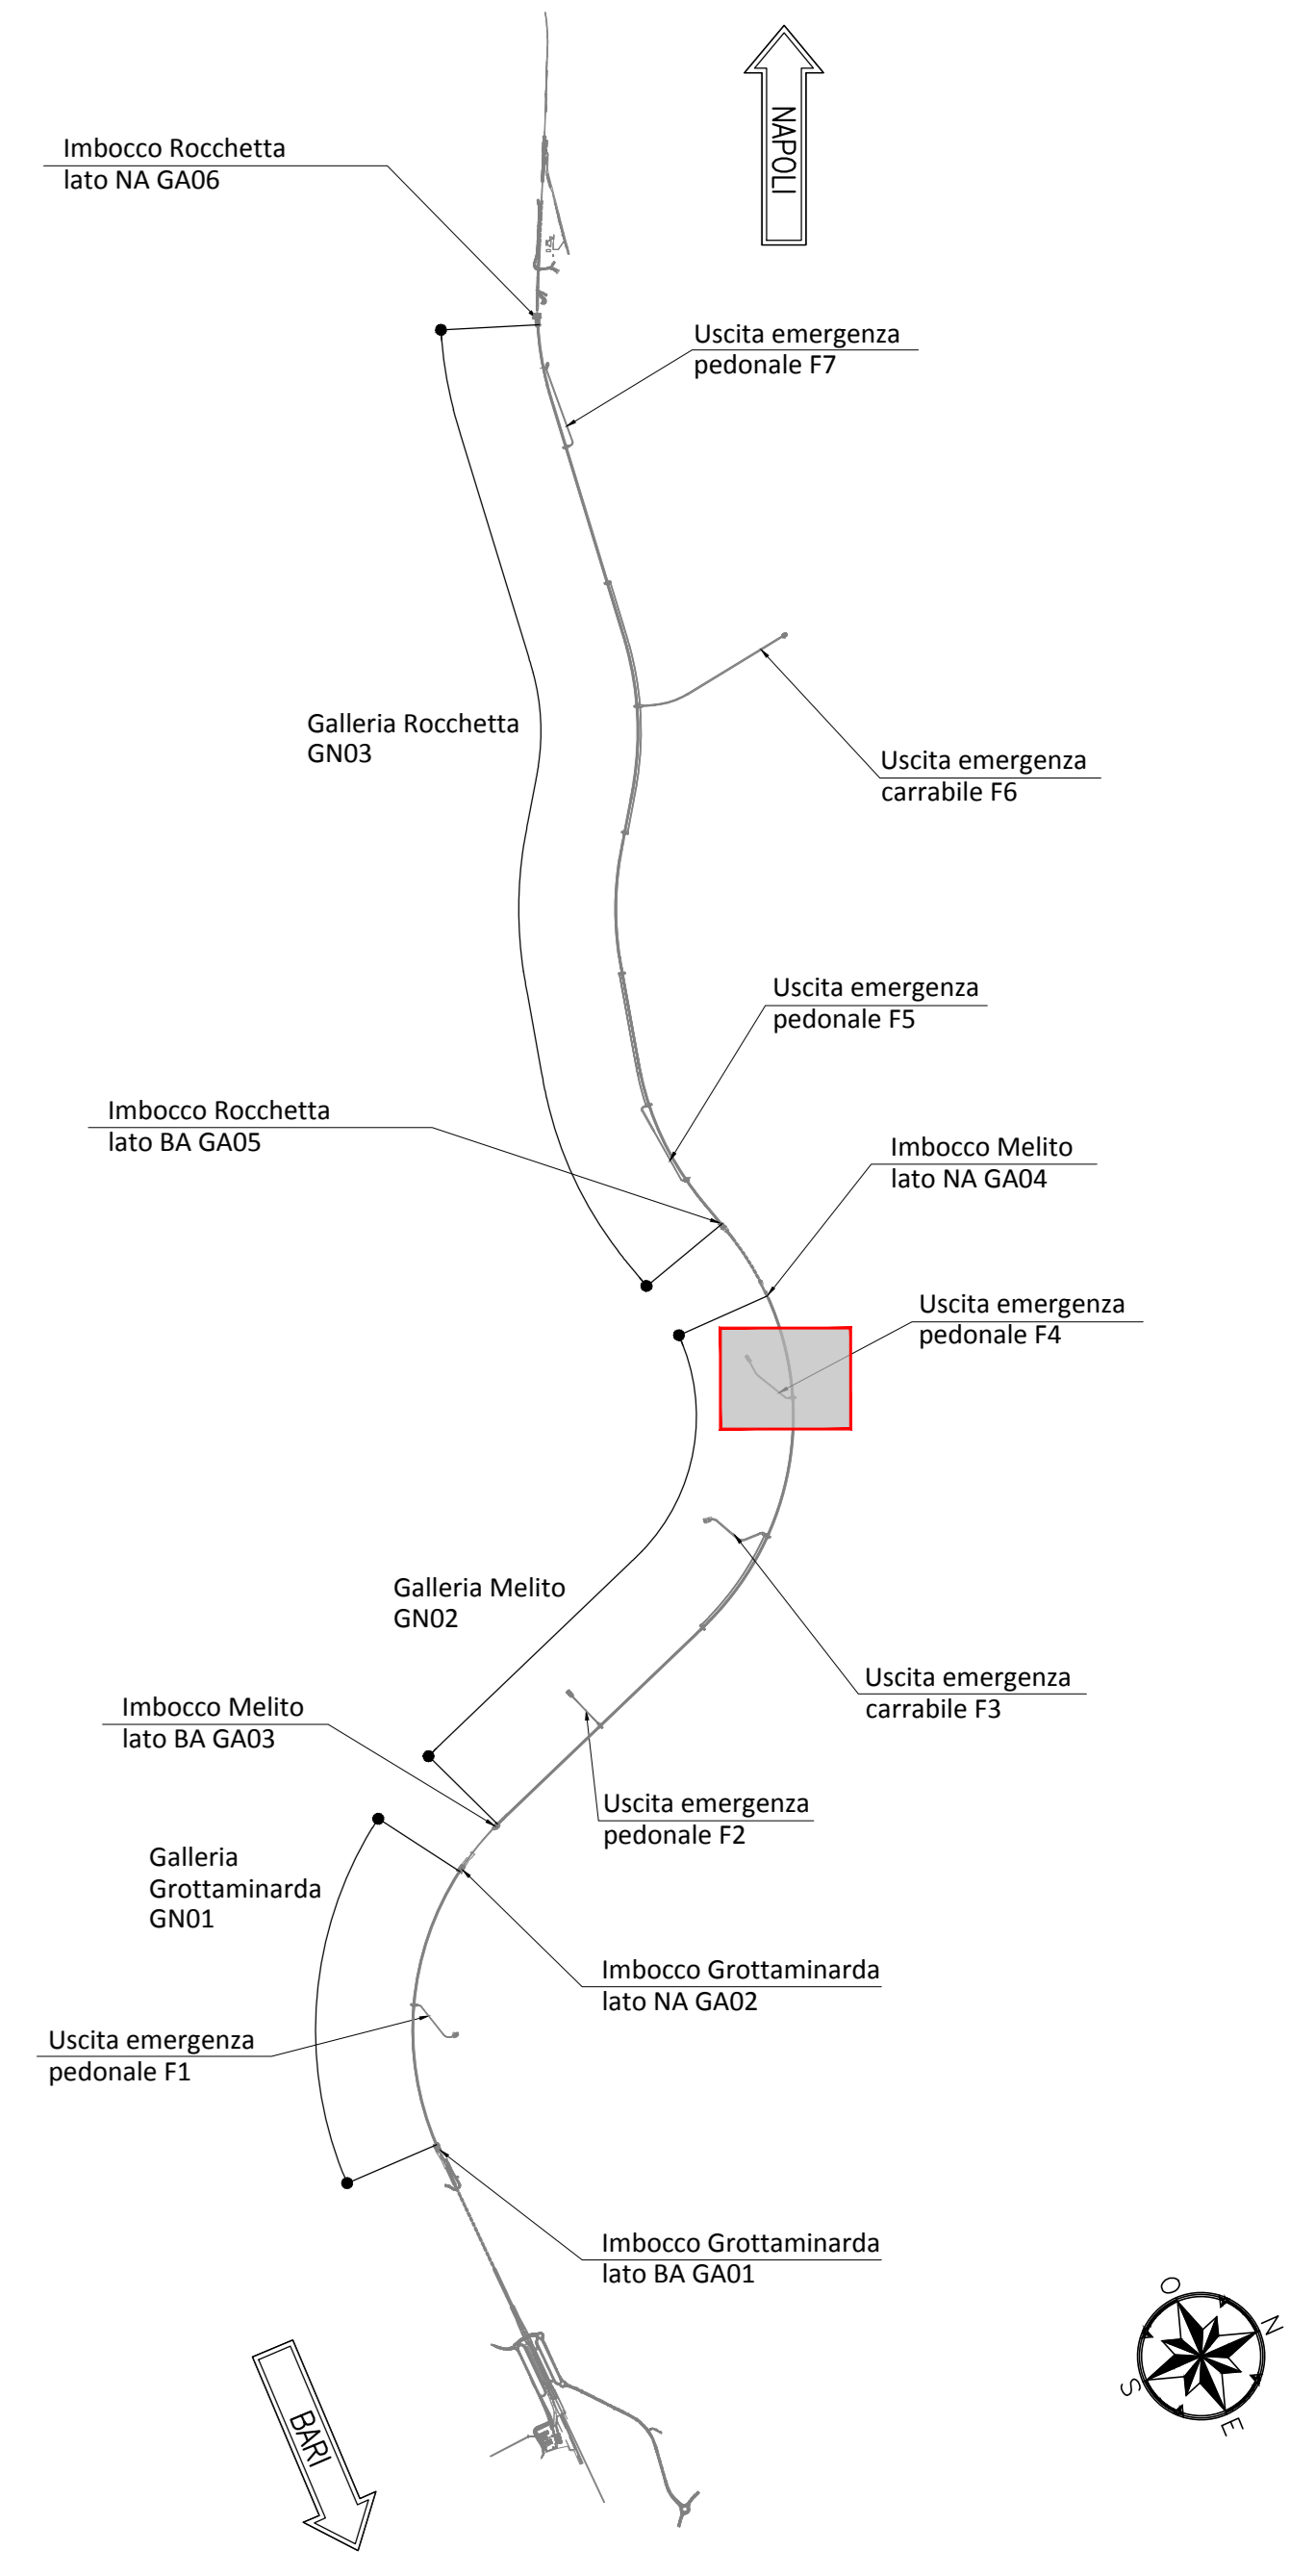 NAPOLI
Imbocco Rocchetta
lato NA GA06
Uscita emergenza
pedonale F7
Galleria Rocchetta
GN03
Uscita emergenza
carrabile F6
Uscita emergenza
pedonale F5
Imbocco Rocchetta
lato BA GA05
Imbocco Melito
lato NA GA04
Uscita emergenza
pedonale F4
Galleria Melito
GN02
Uscita emergenza
carrabile F3
Imbocco Melito
lato BA GA03
Uscita emergenza
pedonale F2
Galleria
Grottaminarda
GN01
Imbocco Grottaminarda
lato NA GA02
Uscita emergenza
pedonale F1
Imbocco Grottaminarda
lato BA GA01
BARI
O
N
S
E